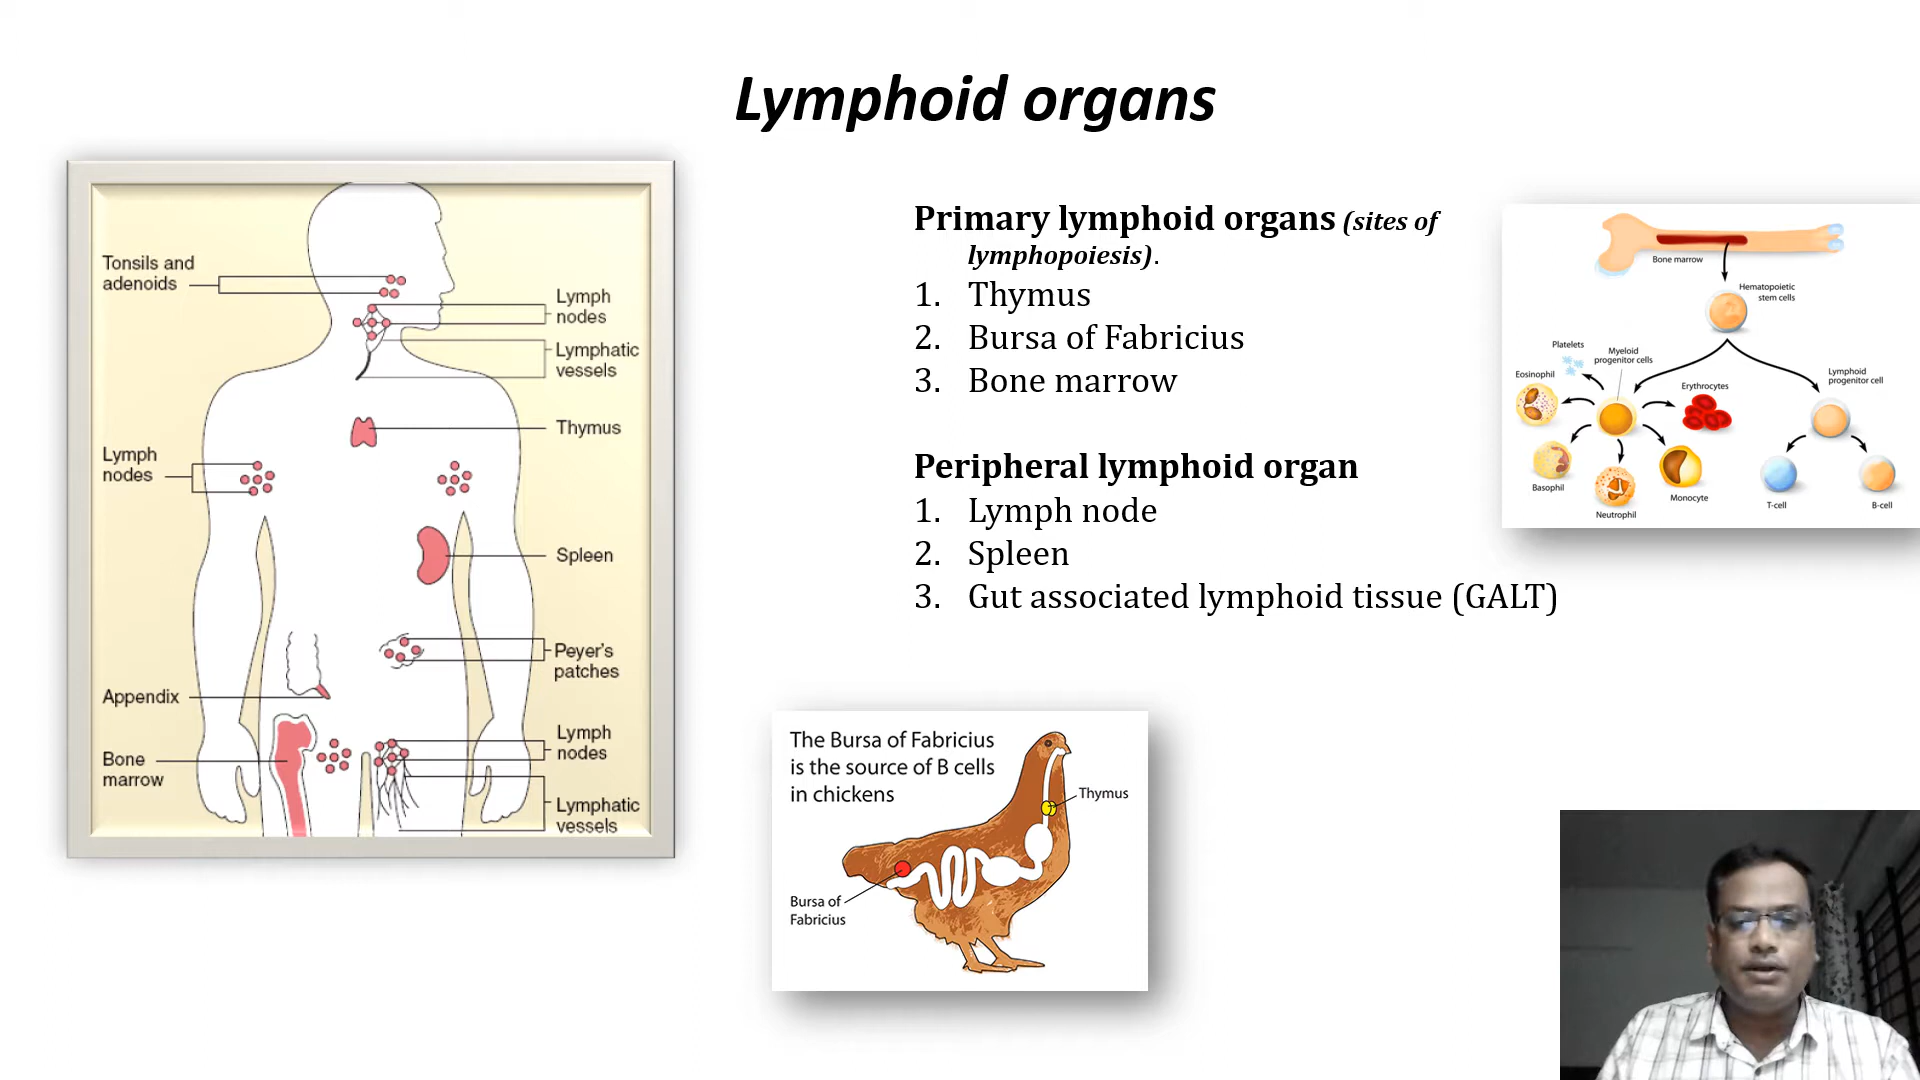 Lymphoid organs
Tonsils and
adenoids
Lymph
nodes
Lymphatic
vessels
Thymus
Lymph
nodes
Spleen
Peyer's
patches
Appendix
Lymph
nodes
Bone
marrow
Lymphatic
vessels
Primary lymphoid organs (sites of
lymphopoiesis).
1. Thymus
2. Bursa of Fabricius
3. Bone marrow
Peripheral lymphoid organ
1. Lymph node
2. Spleen
3. Gut associated lymphoid tissue (GALT)
Bone marrow
Hematopoietic
stem cells
Platelets
Myeloid
progenitor cells
Eosinophil
Erythrocytes
Lymphoid
progenitor cell
Basophil
Neutrophil
Monocyte
T-cell
B-cell
The Bursa of Fabricius
is the source of B cells
in chickens
Thymus
Bursa of
Fabricius